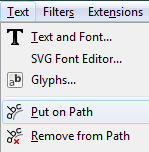 Text Filters Extensions
Text and Font...
SVG Font Editor...
Glyphs...
Put on Path
Remove from Path